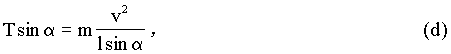 T sin α = m v² / l sin α , (d)